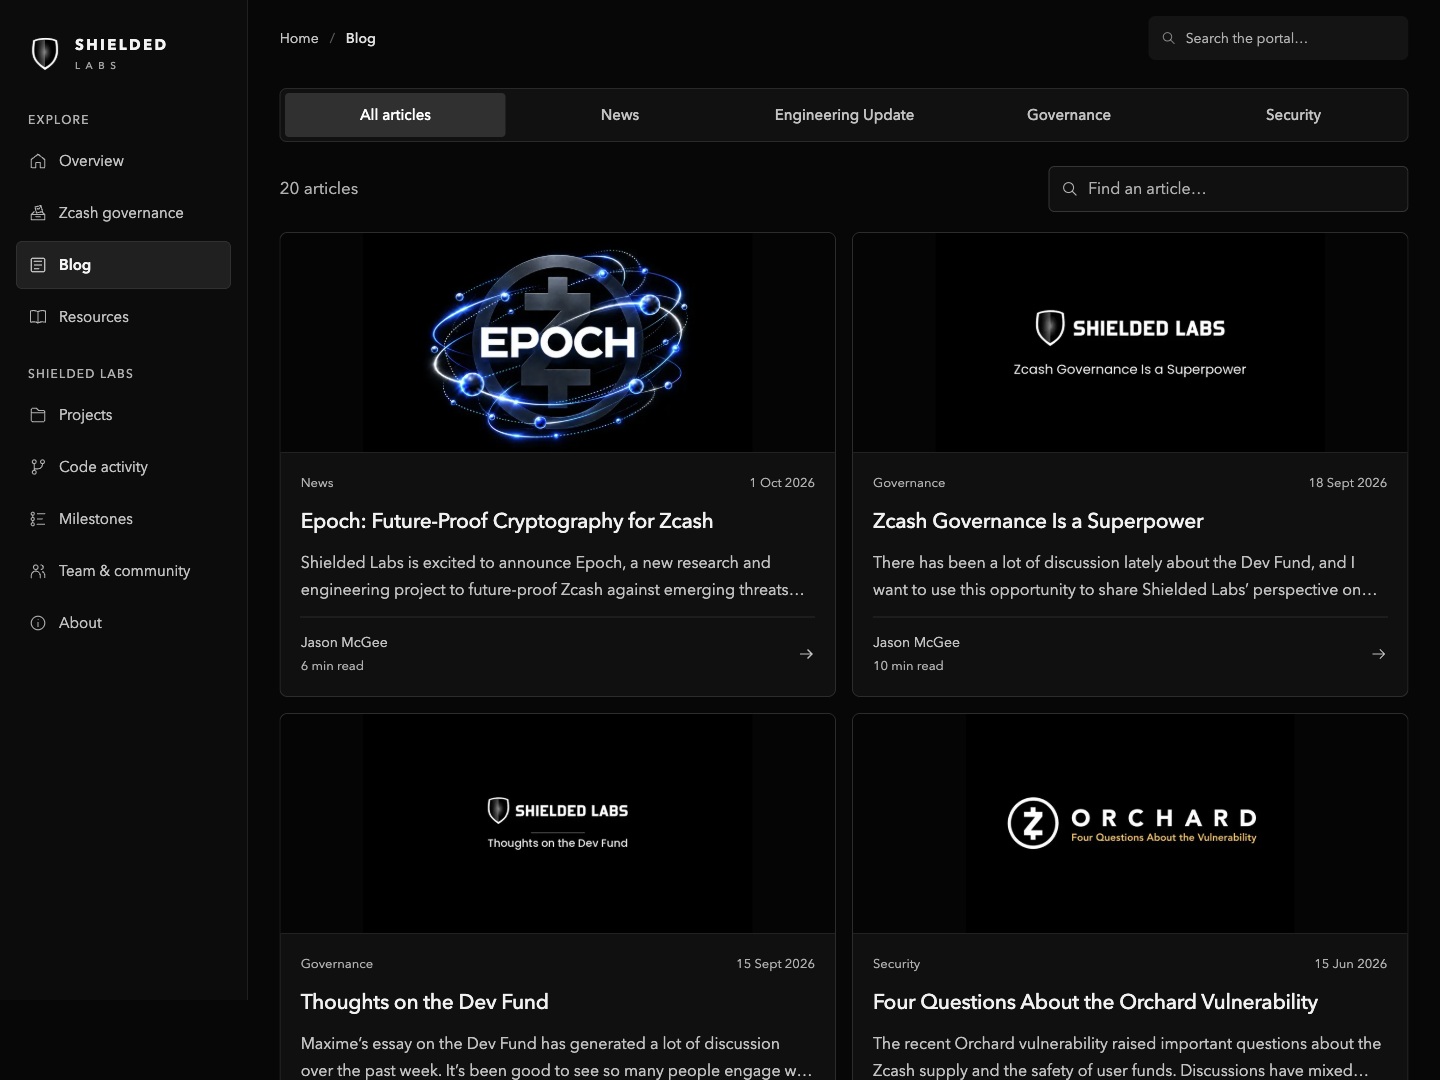 SHIELDED
LABS
EXPLORE
Overview
Zcash governance
Blog
Resources
SHIELDED LABS
Projects
Code activity
Milestones
Team & community
About
Home / Blog
Search the portal…
All articles
News
Engineering Update
Governance
Security
20 articles
Find an article…
EPOCH
News
1 Oct 2026
Epoch: Future-Proof Cryptography for Zcash
Shielded Labs is excited to announce Epoch, a new research and
engineering project to future-proof Zcash against emerging threats…
Jason McGee
6 min read
SHIELDED LABS
Zcash Governance Is a Superpower
Governance
18 Sept 2026
Zcash Governance Is a Superpower
There has been a lot of discussion lately about the Dev Fund, and I
want to use this opportunity to share Shielded Labs’ perspective on…
Jason McGee
10 min read
SHIELDED LABS
Thoughts on the Dev Fund
Governance
15 Sept 2026
Thoughts on the Dev Fund
Maxime’s essay on the Dev Fund has generated a lot of discussion
over the past week. It’s been good to see so many people engage w…
ORCHARD
Four Questions About the Vulnerability
Security
15 Jun 2026
Four Questions About the Orchard Vulnerability
The recent Orchard vulnerability raised important questions about the
Zcash supply and the safety of user funds. Discussions have mixed…